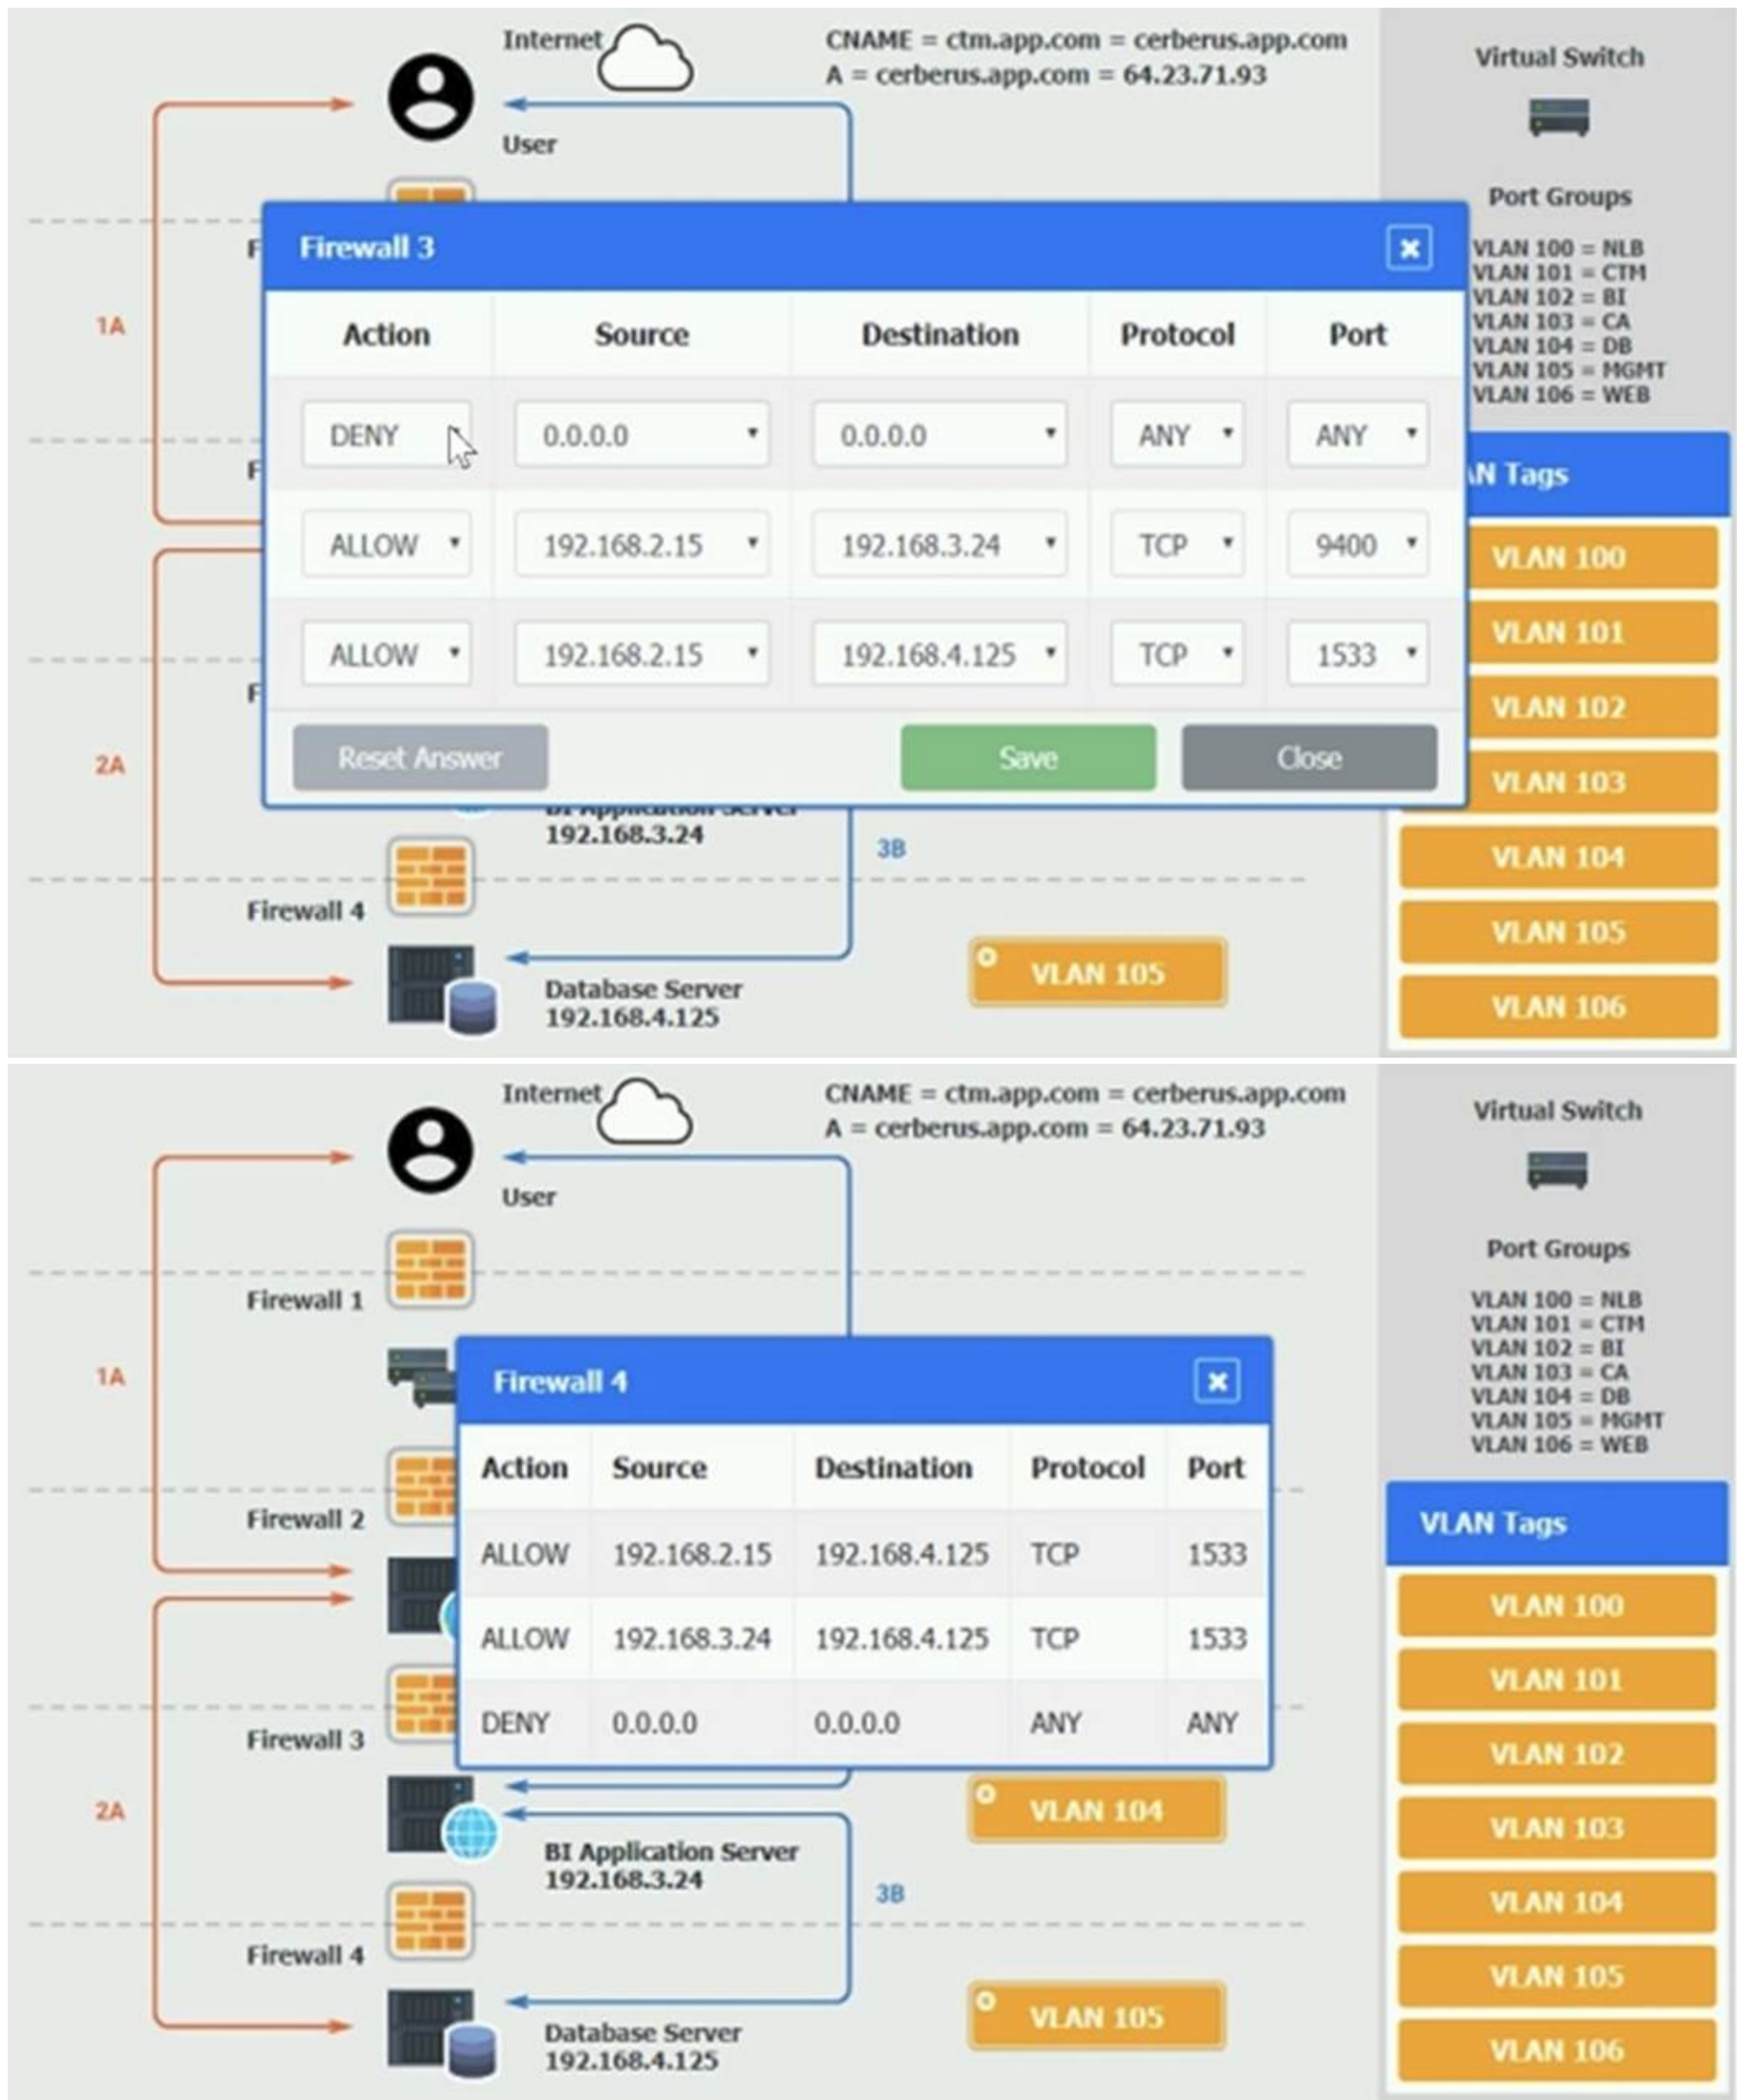 Internet
CNAME = ctm.app.com = cerberus.app.com
A = cerberus.app.com = 64.23.71.93
User
Virtual Switch
Port Groups
VLAN 100 = NLB
VLAN 101 = CTM
VLAN 102 = BI
VLAN 103 = CA
VLAN 104 = DB
VLAN 105 = MGMT
VLAN 106 = WEB
F
Firewall 3
Action Source Destination Protocol Port
DENY 0.0.0.0 0.0.0.0 ANY ANY
ALLOW 192.168.2.15 192.168.3.24 TCP 9400
ALLOW 192.168.2.15 192.168.4.125 TCP 1533
Reset Answer Save Close
1A
F
F
2A
Tags
VLAN 100
VLAN 101
VLAN 102
VLAN 103
VLAN 104
VLAN 105
VLAN 106
BI Application Server
192.168.3.24
3B
Firewall 4
VLAN 105
Database Server
192.168.4.125
Internet
CNAME = ctm.app.com = cerberus.app.com
A = cerberus.app.com = 64.23.71.93
User
Virtual Switch
Port Groups
VLAN 100 = NLB
VLAN 101 = CTM
VLAN 102 = BI
VLAN 103 = CA
VLAN 104 = DB
VLAN 105 = MGMT
VLAN 106 = WEB
Firewall 1
1A
Firewall 2
Firewall 4
Action Source Destination Protocol Port
ALLOW 192.168.2.15 192.168.4.125 TCP 1533
ALLOW 192.168.3.24 192.168.4.125 TCP 1533
DENY 0.0.0.0 0.0.0.0 ANY ANY
VLAN Tags
VLAN 100
VLAN 101
VLAN 102
VLAN 103
VLAN 104
VLAN 105
VLAN 106
Firewall 3
2A
VLAN 104
BI Application Server
192.168.3.24
3B
Firewall 4
VLAN 105
Database Server
192.168.4.125